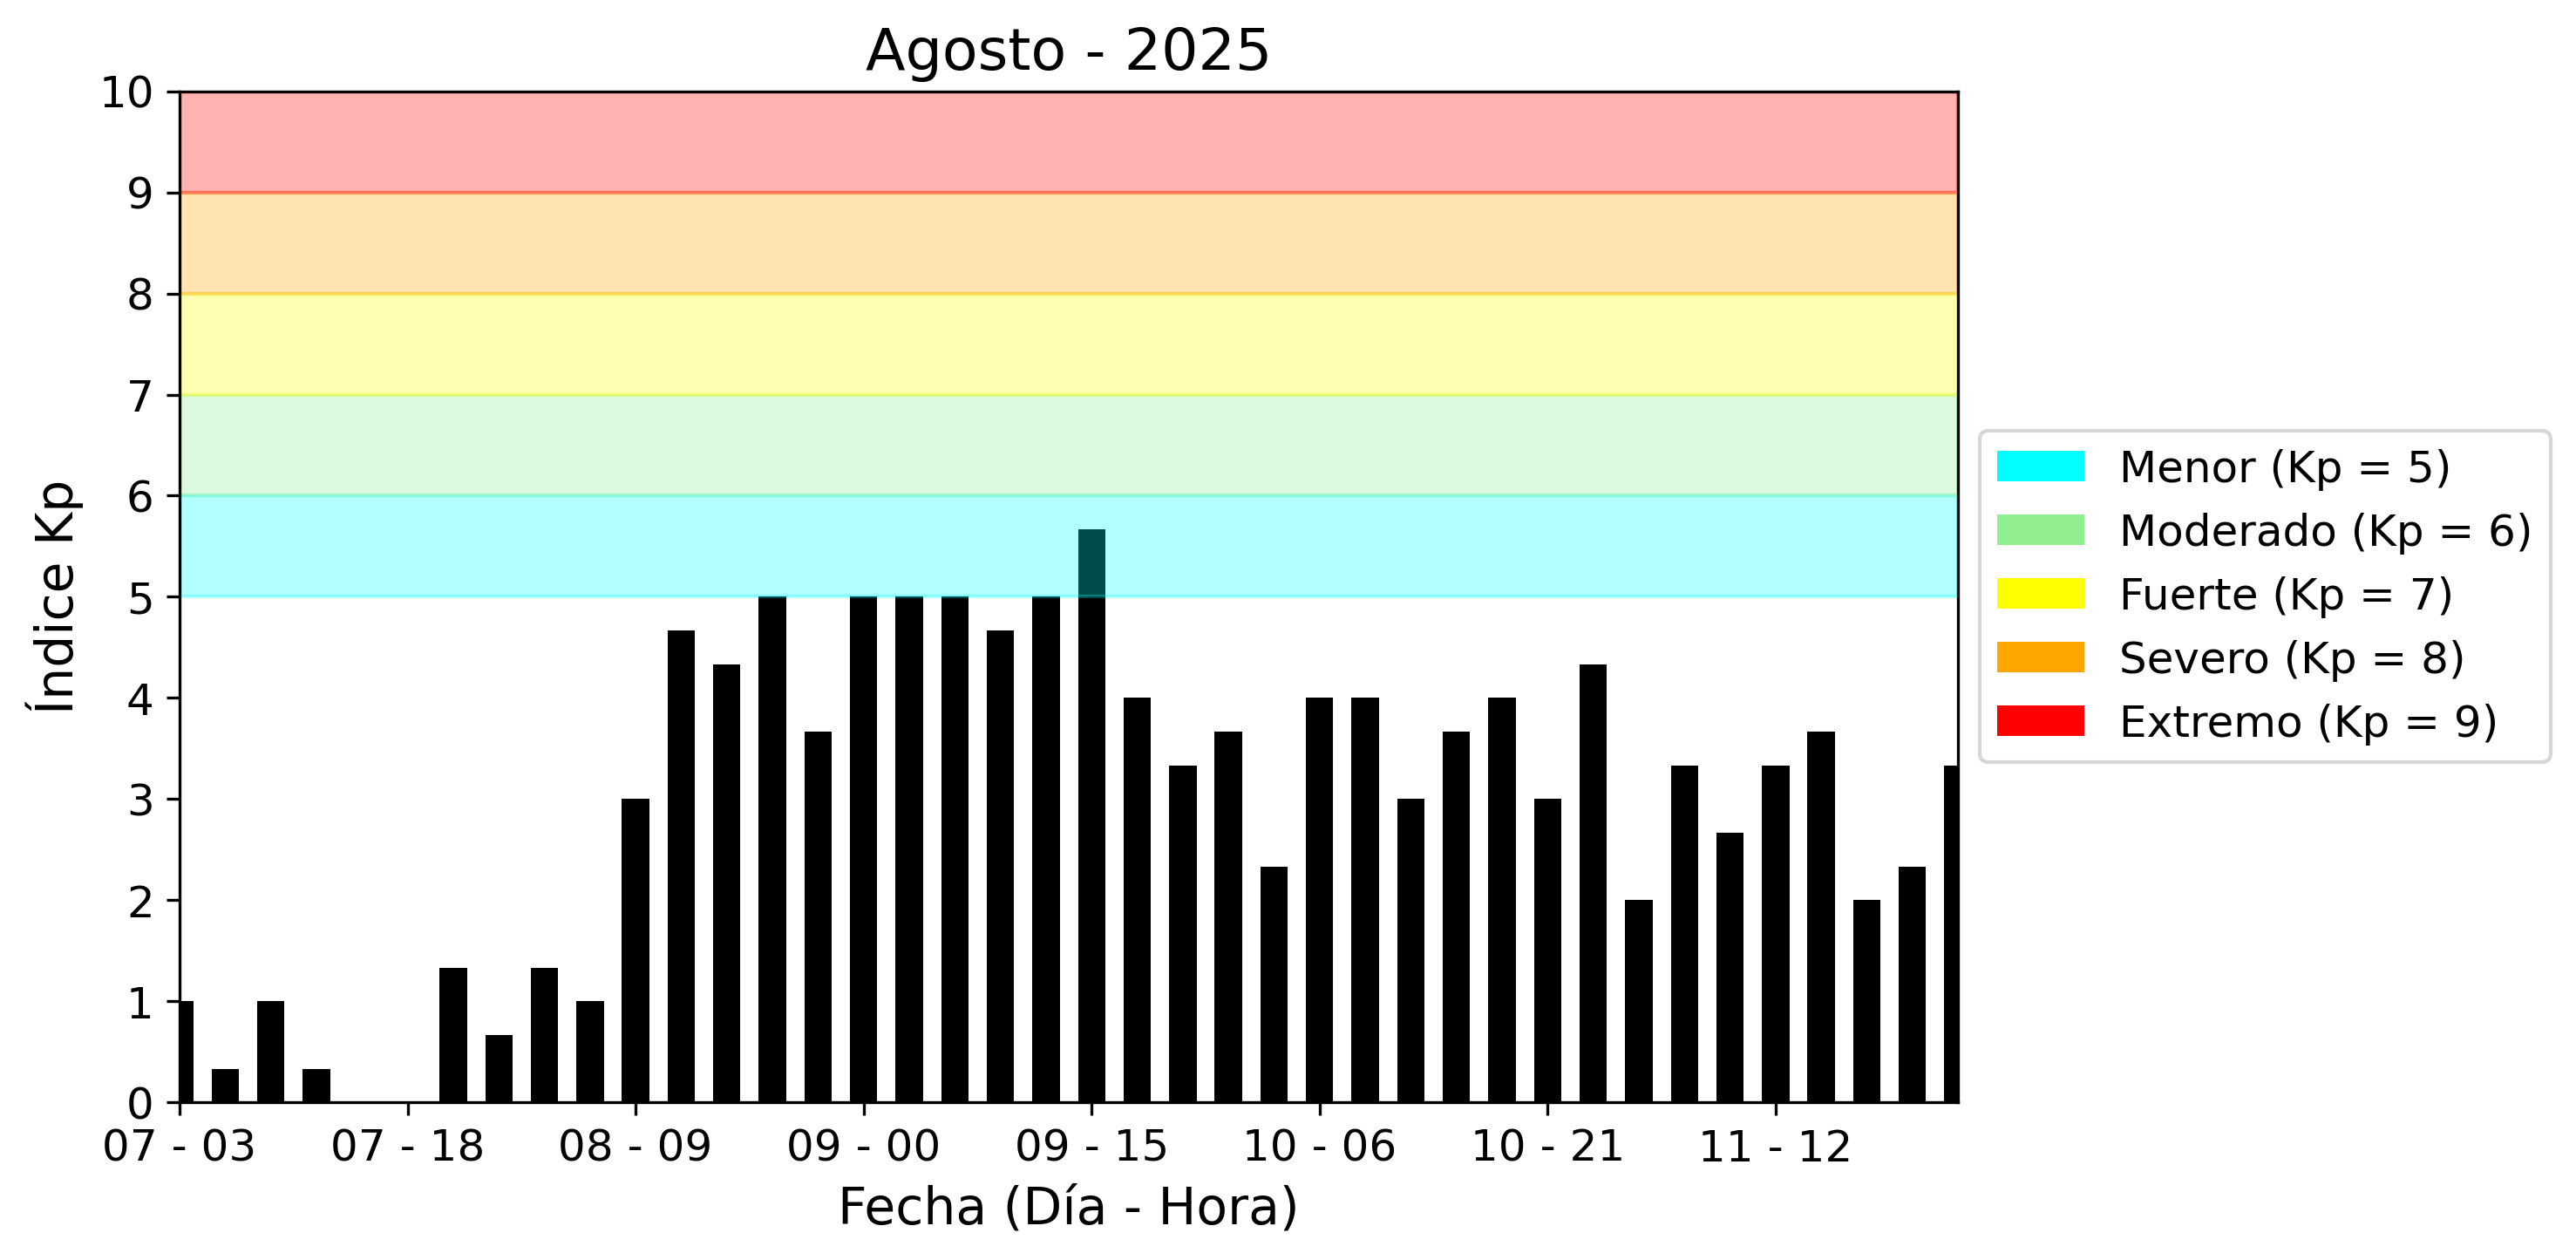 Agosto - 2025
10
9
8
7
6
5
4
3
2
1
0
Índice Kp
07 - 03
07 - 18
08 - 09
09 - 00
09 - 15
10 - 06
10 - 21
11 - 12
Fecha (Día - Hora)
Menor (Kp = 5)
Moderado (Kp = 6)
Fuerte (Kp = 7)
Severo (Kp = 8)
Extremo (Kp = 9)